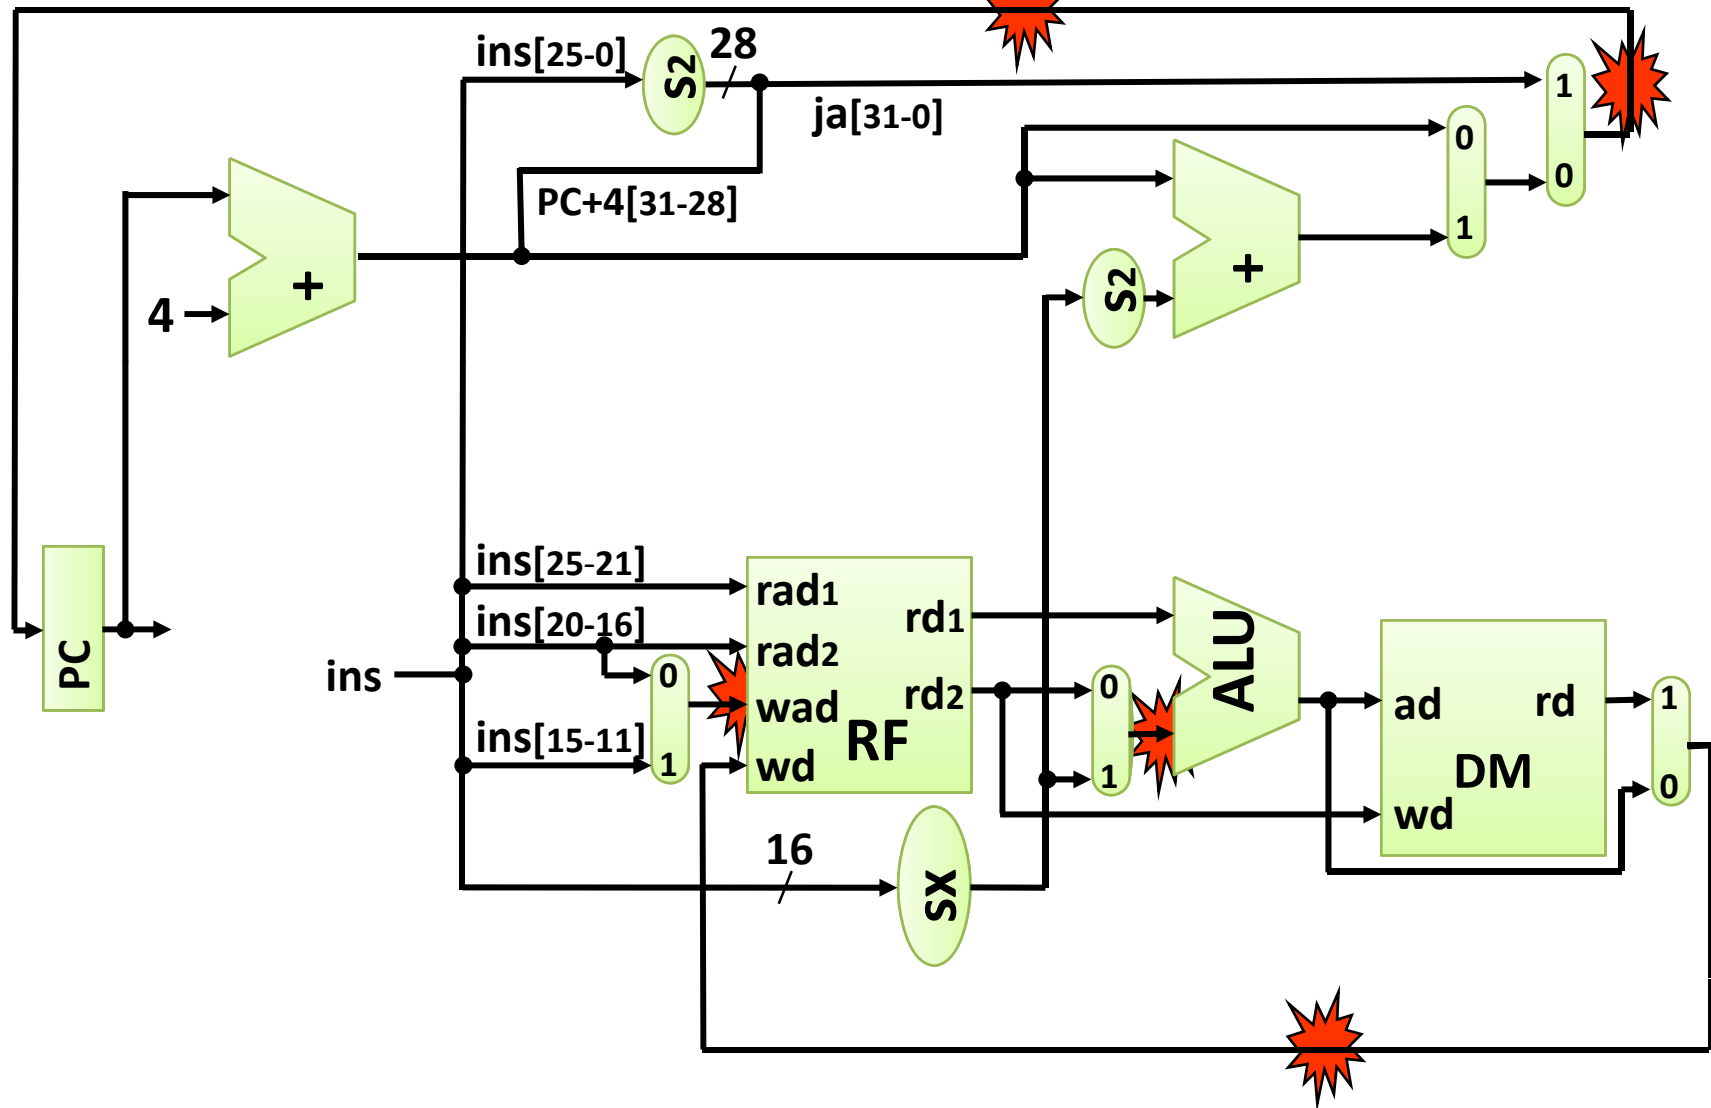 ins[25-0]
S2
28
ja[31-0]
1
0
0
1
PC+4[31-28]
+
4
S2
+
PC
ins
ins[25-21]
ins[20-16]
ins[15-11]
0
1
rad1
rad2
wad
wd
rd1
rd2
RF
0
1
ALU
ad
rd
wd
DM
1
0
16
sx